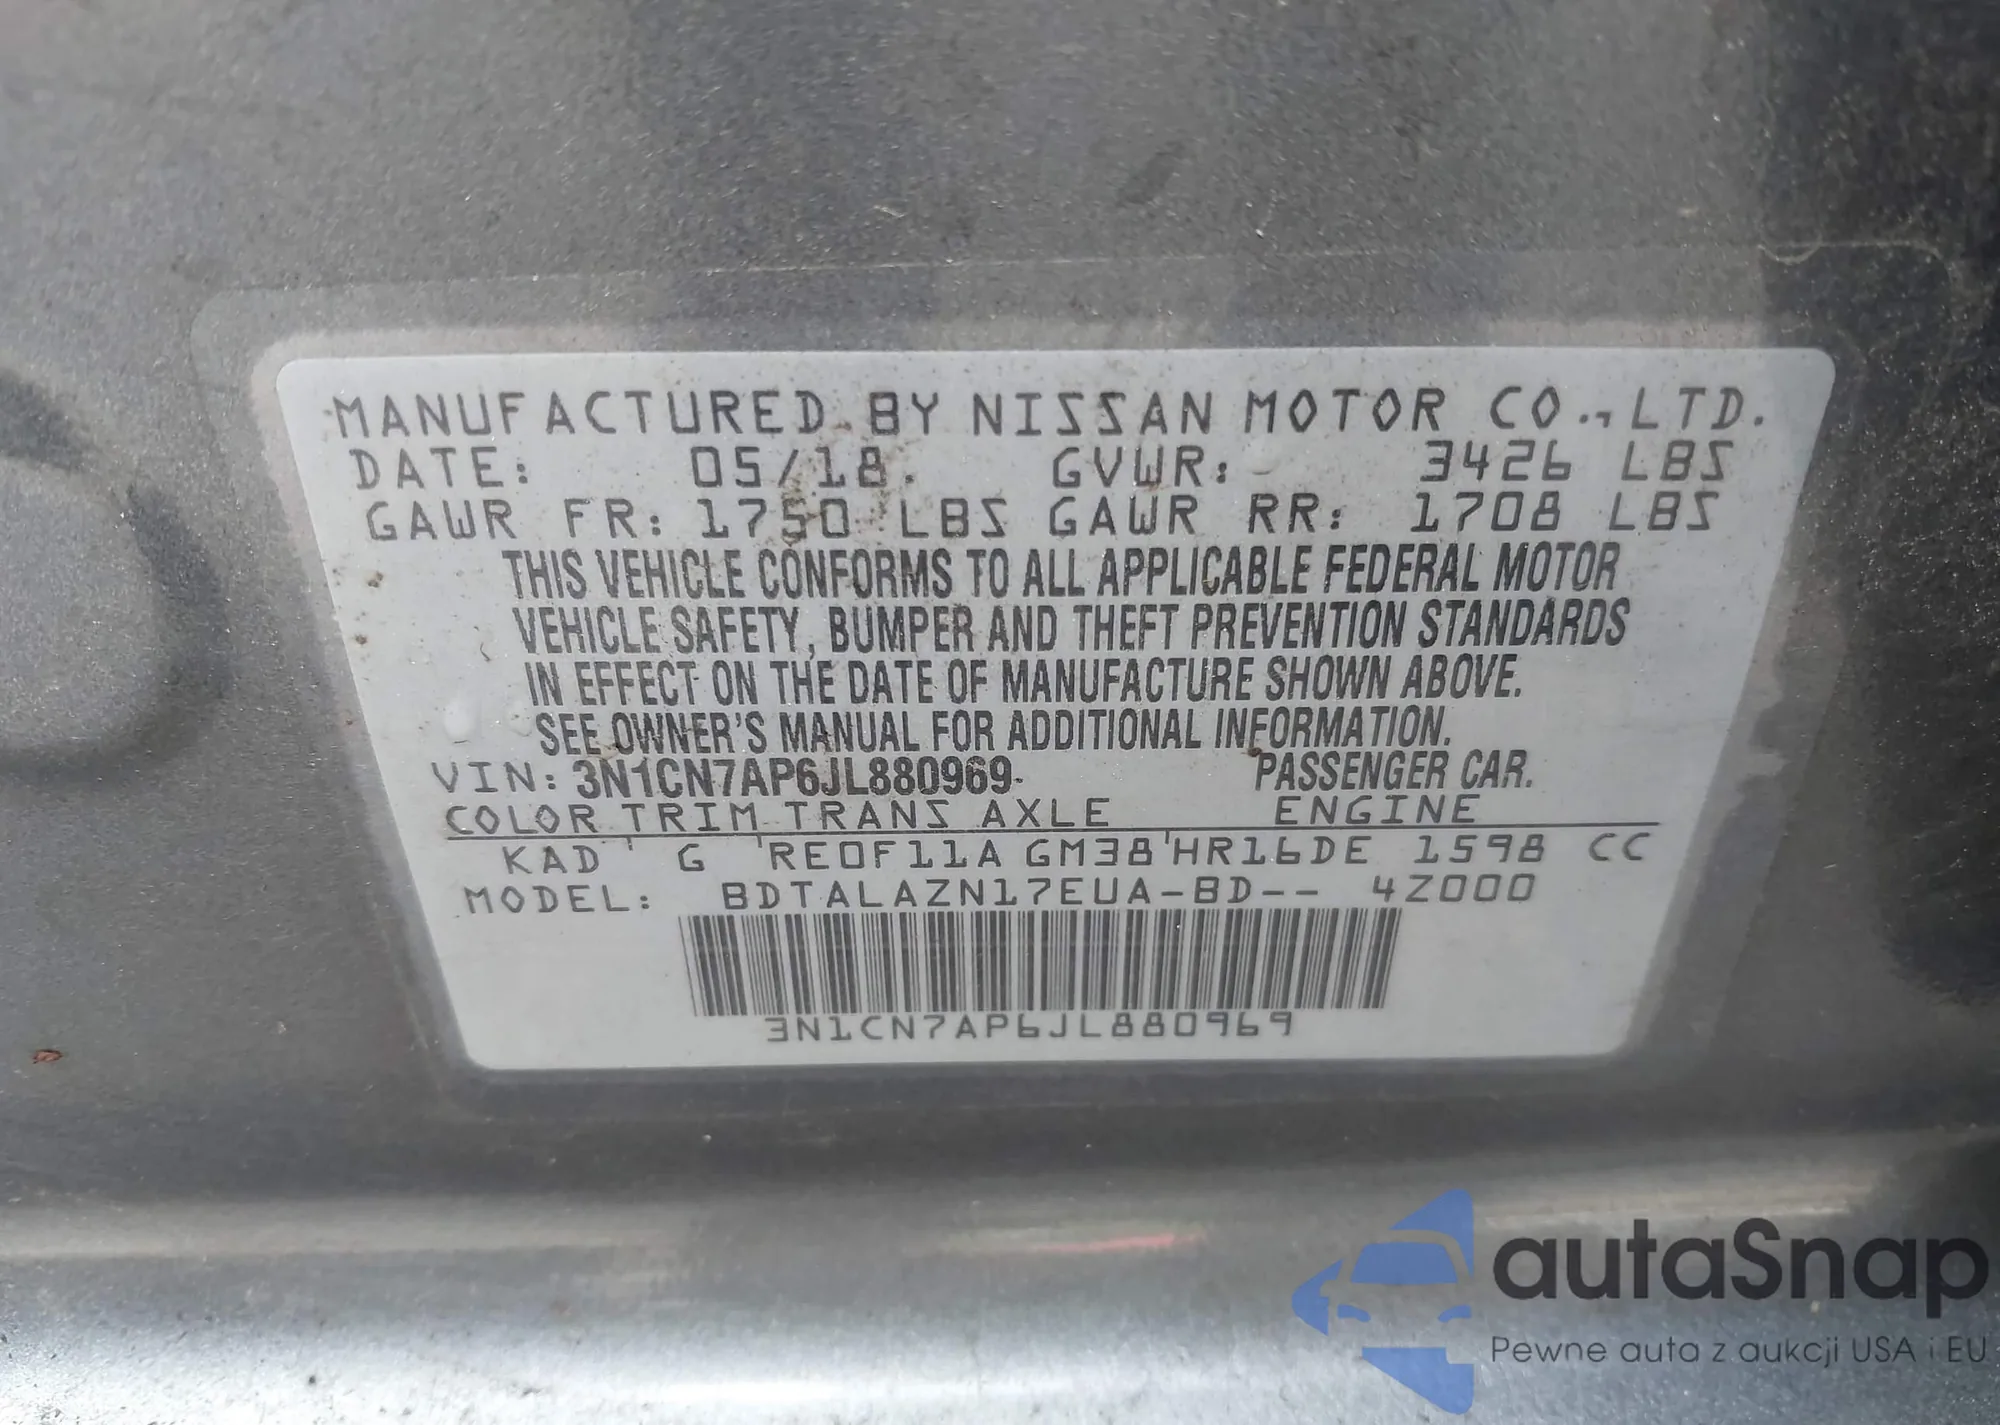 MANUFACTURED BY NISSAN MOTOR CO., LTD.
DATE: 05/18 GVWR: 3426 LBS
GAWR FR: 1750 LBS GAWR RR: 1708 LBS
THIS VEHICLE CONFORMS TO ALL APPLICABLE FEDERAL MOTOR
VEHICLE SAFETY, BUMPER AND THEFT PREVENTION STANDARDS
IN EFFECT ON THE DATE OF MANUFACTURE SHOWN ABOVE.
SEE OWNER'S MANUAL FOR ADDITIONAL INFORMATION.
VIN: 3N1CN7AP6JL880969 PASSENGER CAR.
COLOR TRIM TRANS AXLE ENGINE
KAD G RE0F11A GM38 HR16DE 1598 CC
MODEL: BDTALAZN17EUA-BD-- 4Z000
3N1CN7AP6JL880969
autaSnap
Pewne auta z aukcji USA i EU